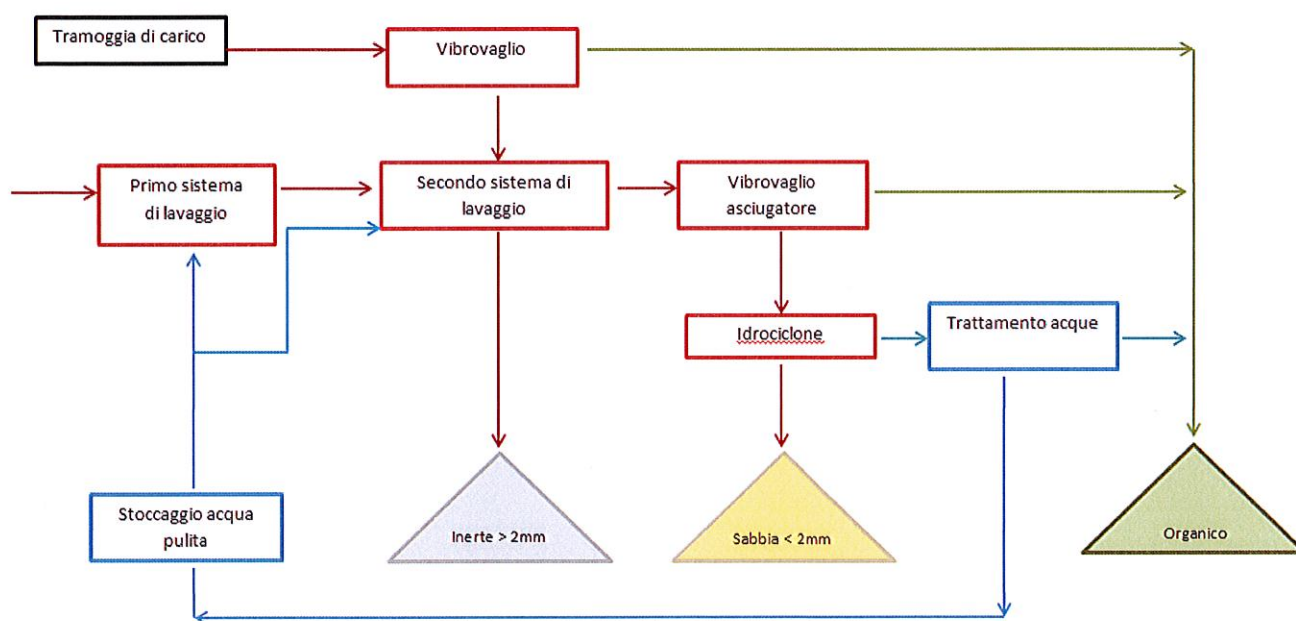 Tramoggia di carico
Vibrovaglio
Primo sistema
di lavaggio
Secondo sistema di
lavaggio
Vibrovaglio
asciugatore
Idrociclone
Trattamento acque
Stoccaggio acqua
pulita
Inerte > 2mm
Sabbia < 2mm
Organico